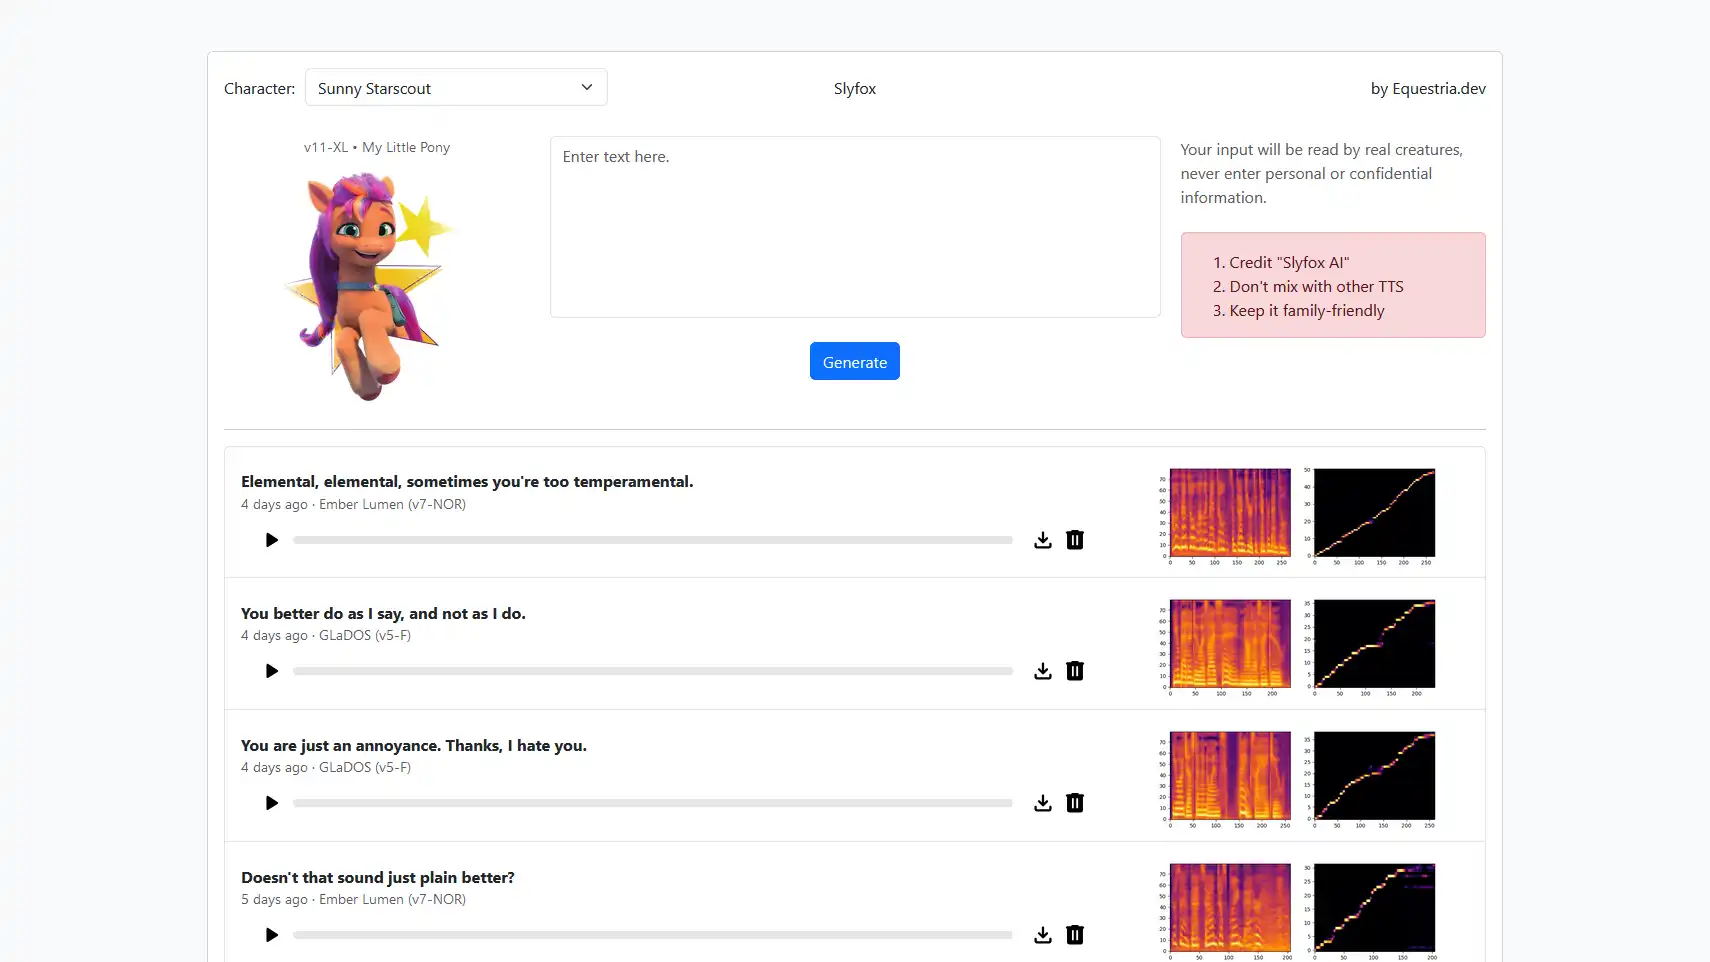 Character: Sunny Starscout
Slyfox
by Equestria.dev
v11-XL • My Little Pony
Enter text here.
Generate
Your input will be read by real creatures,
never enter personal or confidential
information.
1. Credit "Slyfox AI"
2. Don't mix with other TTS
3. Keep it family-friendly
Elemental, elemental, sometimes you're too temperamental.
4 days ago · Ember Lumen (v7-NOR)
You better do as I say, and not as I do.
4 days ago · GLaDOS (v5-F)
You are just an annoyance. Thanks, I hate you.
4 days ago · GLaDOS (v5-F)
Doesn't that sound just plain better?
5 days ago · Ember Lumen (v7-NOR)